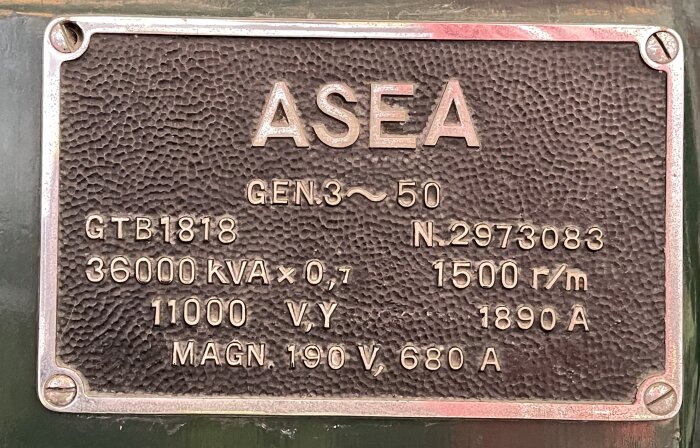 ASEA
GEN.3~50
GTB1818 N.2973083
36000 kVA × 0,7 1500 r/m
11000 V,Y 1890 A
MAGN. 190 V, 680 A